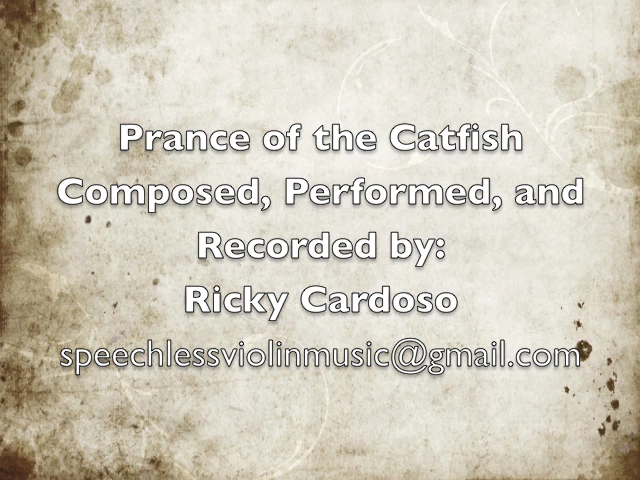 Prance of the Catfish
Composed, Performed, and
Recorded by:
Ricky Cardoso
speechlessviolinmusic@gmail.com